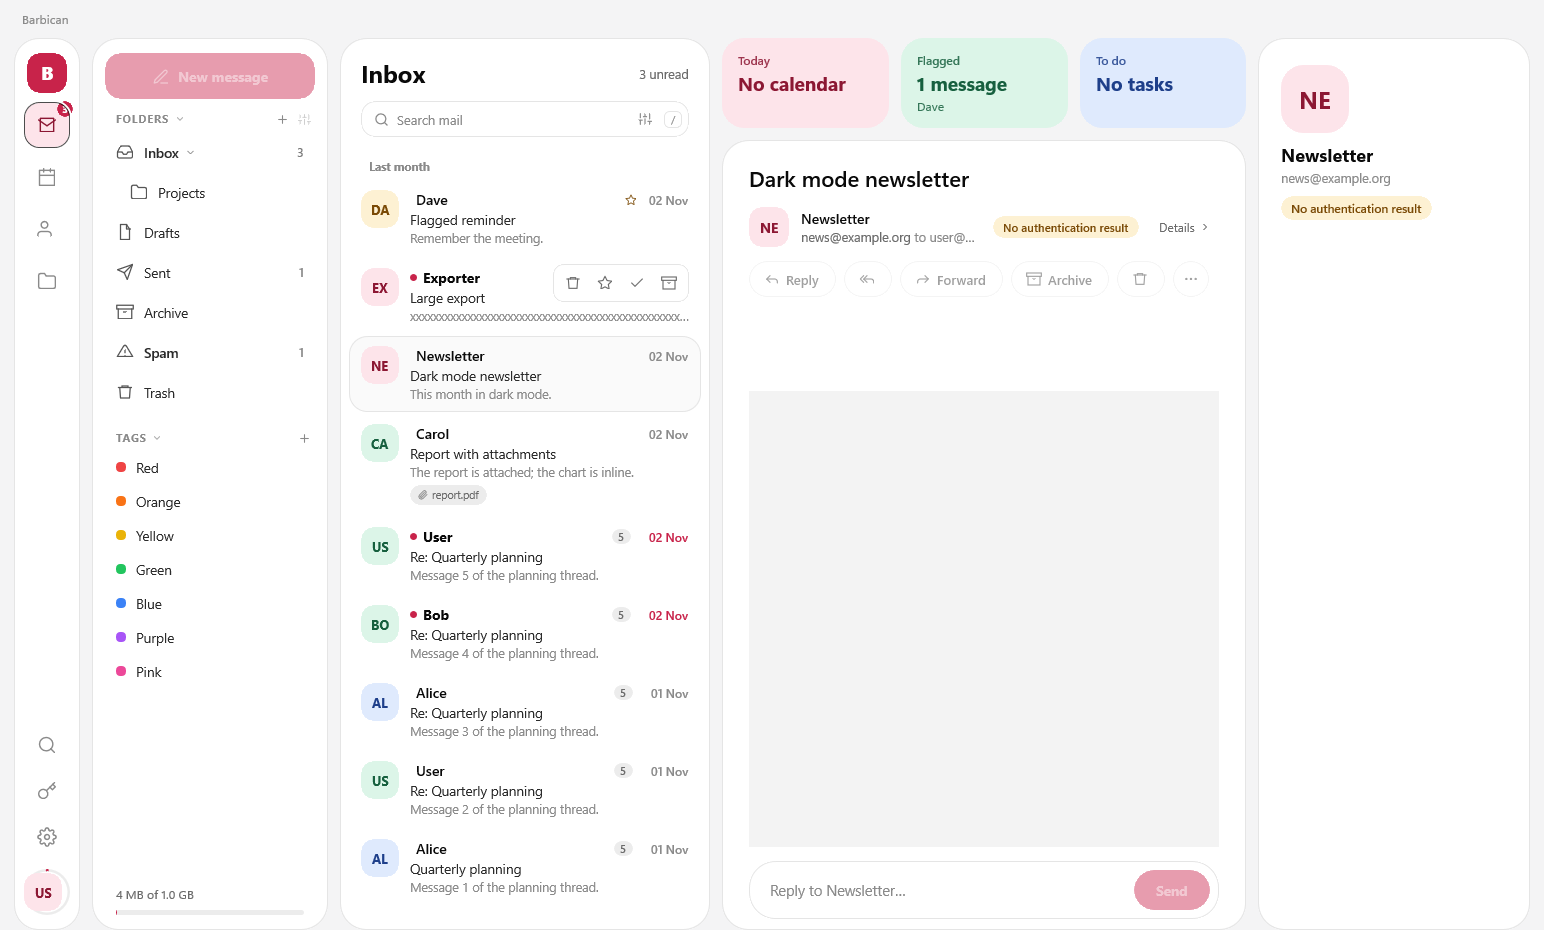 Barbican
B
3
New message
FOLDERS
Inbox 3
Projects
Drafts
Sent 1
Archive
Spam 1
Trash
TAGS
Red
Orange
Yellow
Green
Blue
Purple
Pink
4 MB of 1.0 GB
US
Inbox 3 unread
Search mail /
Last month
DA Dave 02 Nov
Flagged reminder
Remember the meeting.
EX Exporter
Large export
NE Newsletter 02 Nov
Dark mode newsletter
This month in dark mode.
CA Carol 02 Nov
Report with attachments
The report is attached; the chart is inline.
report.pdf
US User 5 02 Nov
Re: Quarterly planning
Message 5 of the planning thread.
BO Bob 5 02 Nov
Re: Quarterly planning
Message 4 of the planning thread.
AL Alice 5 01 Nov
Re: Quarterly planning
Message 3 of the planning thread.
US User 5 01 Nov
Re: Quarterly planning
Message 2 of the planning thread.
AL Alice 5 01 Nov
Quarterly planning
Message 1 of the planning thread.
Today
No calendar
Flagged
1 message
Dave
To do
No tasks
Dark mode newsletter
NE Newsletter
news@example.org to user@...
No authentication result Details
Reply Forward Archive
Reply to Newsletter... Send
NE
Newsletter
news@example.org
No authentication result